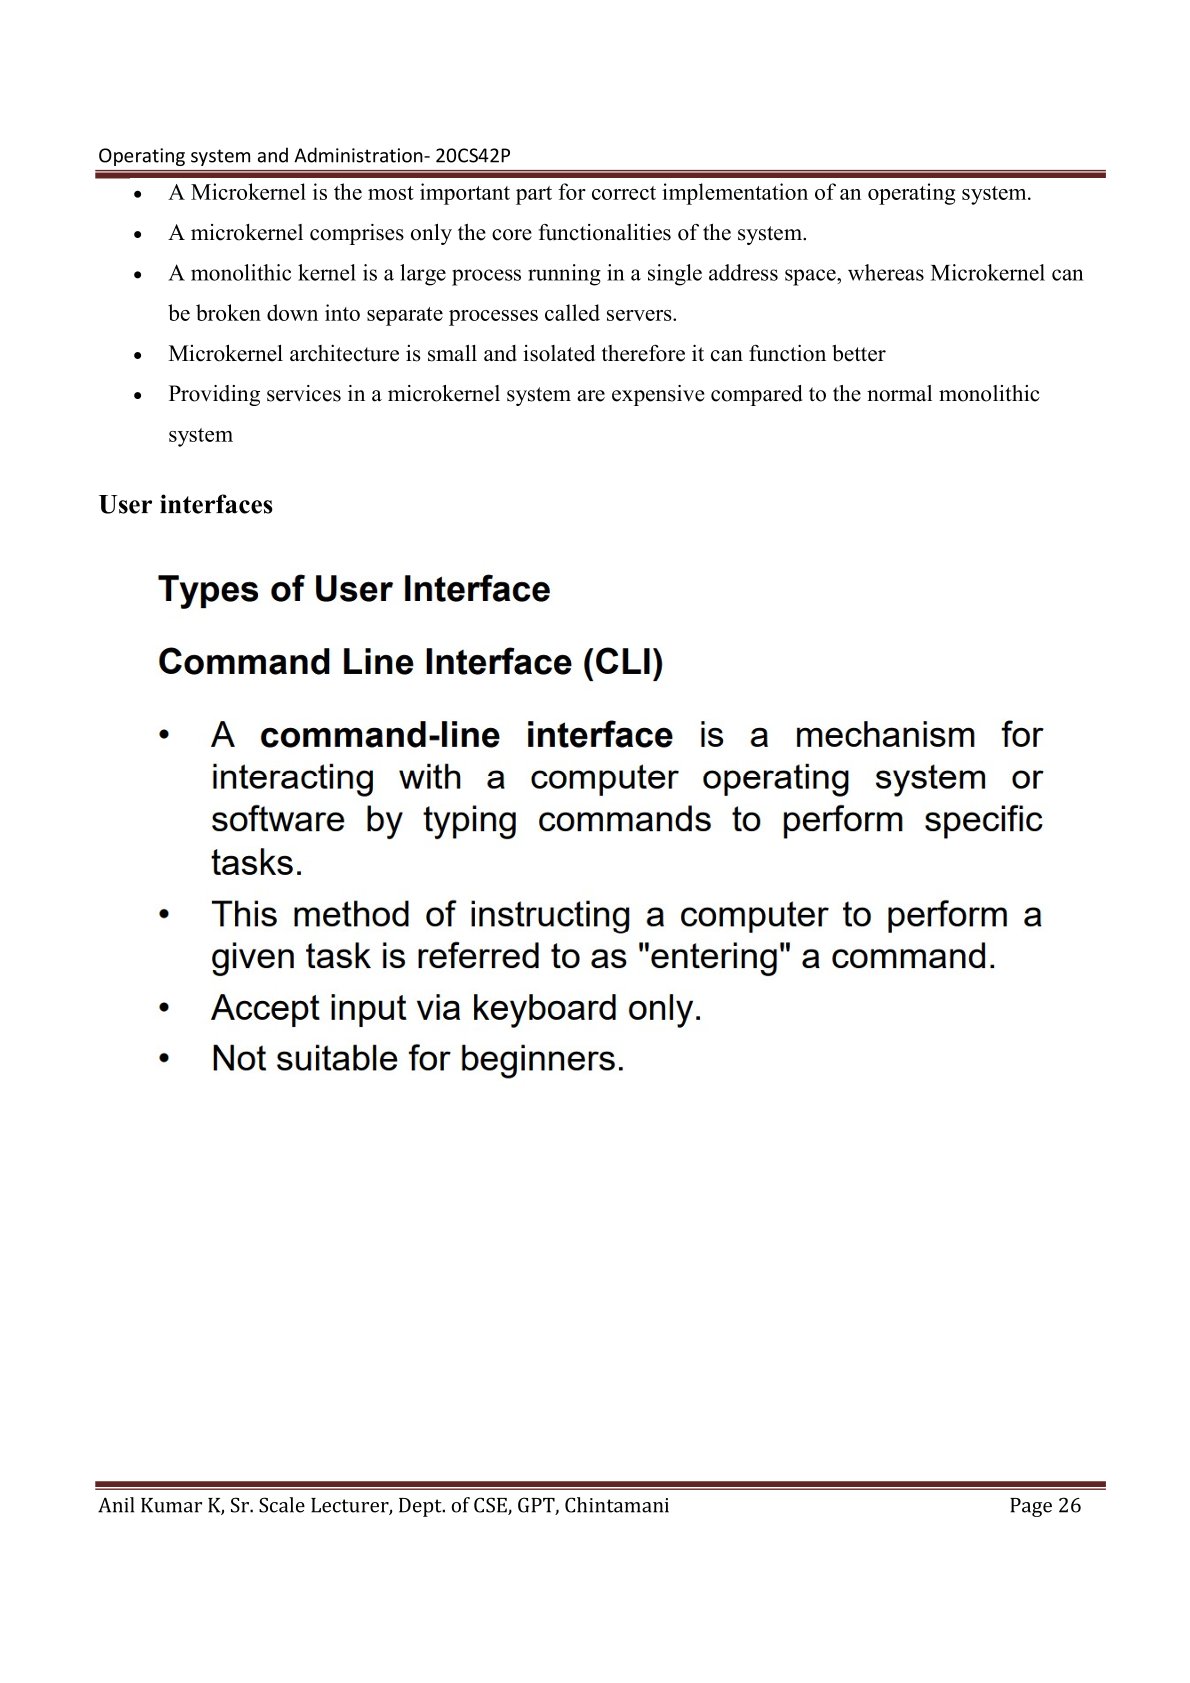 Operating system and Administration- 20CS42P
• A Microkernel is the most important part for correct implementation of an operating system.
• A microkernel comprises only the core functionalities of the system.
• A monolithic kernel is a large process running in a single address space, whereas Microkernel can
be broken down into separate processes called servers.
• Microkernel architecture is small and isolated therefore it can function better
• Providing services in a microkernel system are expensive compared to the normal monolithic
system
User interfaces
Types of User Interface
Command Line Interface (CLI)
• A command-line interface is a mechanism for
interacting with a computer operating system or
software by typing commands to perform specific
tasks.
• This method of instructing a computer to perform a
given task is referred to as "entering" a command.
• Accept input via keyboard only.
• Not suitable for beginners.
Anil Kumar K, Sr. Scale Lecturer, Dept. of CSE, GPT, Chintamani Page 26